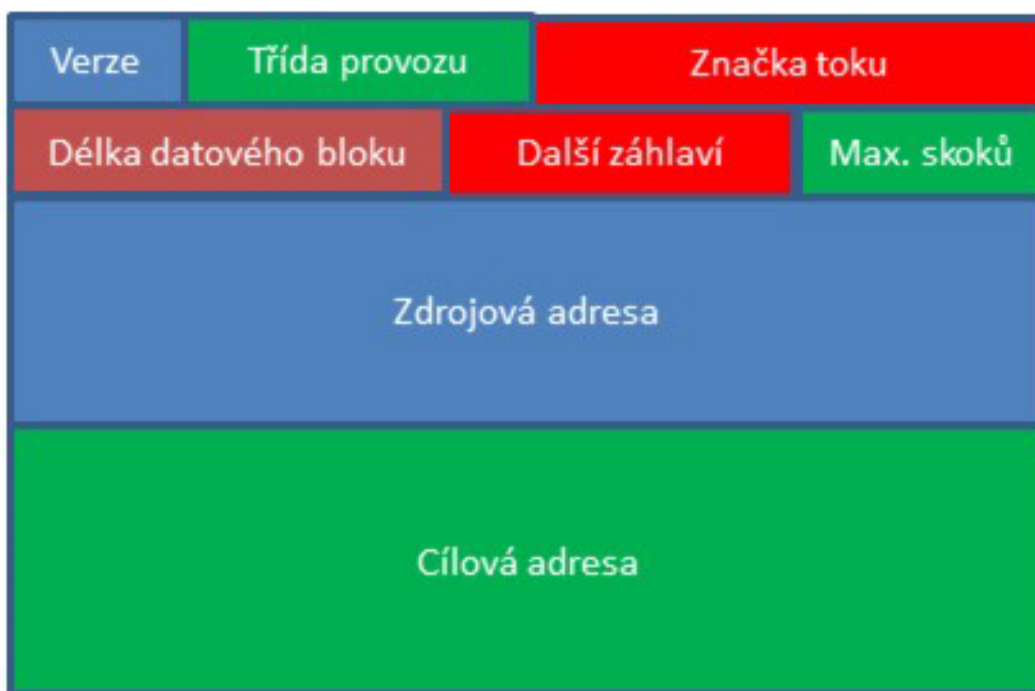 Verze
Třída provozu
Značka toku
Délka datového bloku
Další záhlaví
Max. skoků
Zdrojová adresa
Cílová adresa